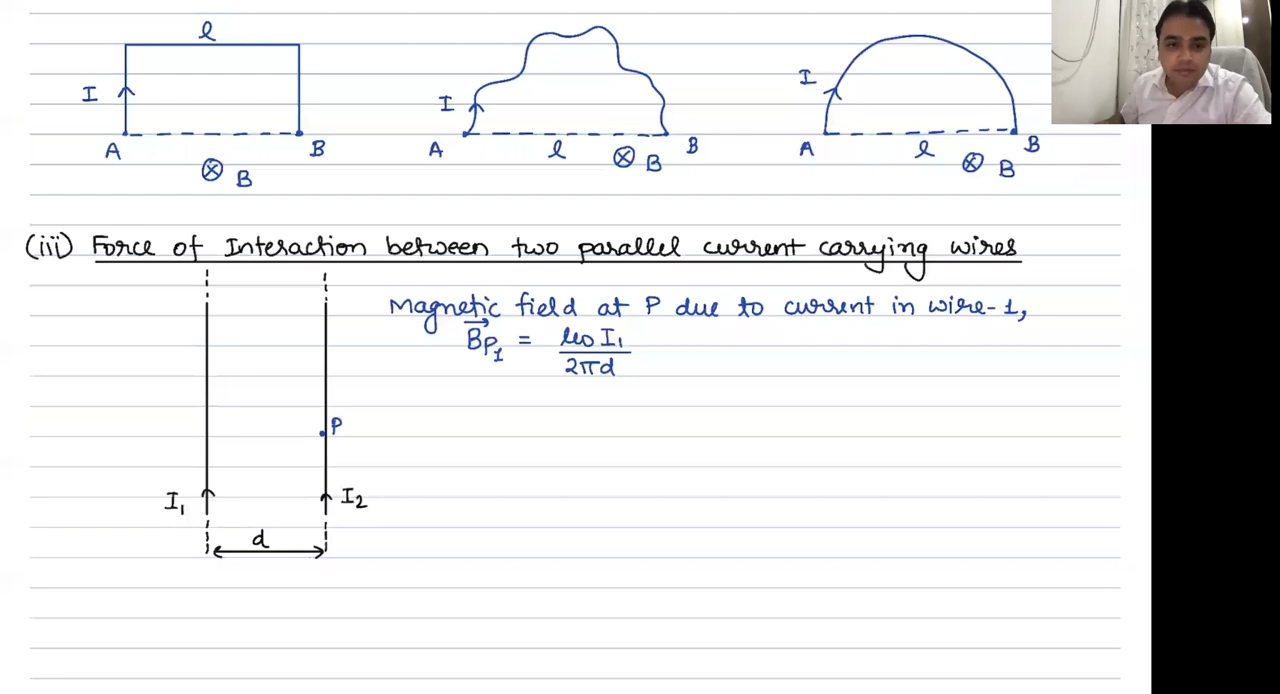 l
I
A B
⊗ B
I
A l B
⊗ B
I
A l B
⊗ B
(iii) Force of Interaction between two parallel current carrying wires
Magnetic field at P due to current in wire-1,
B⃗P₁ = μ₀ I₁ / 2πd
P
I₁ I₂
d